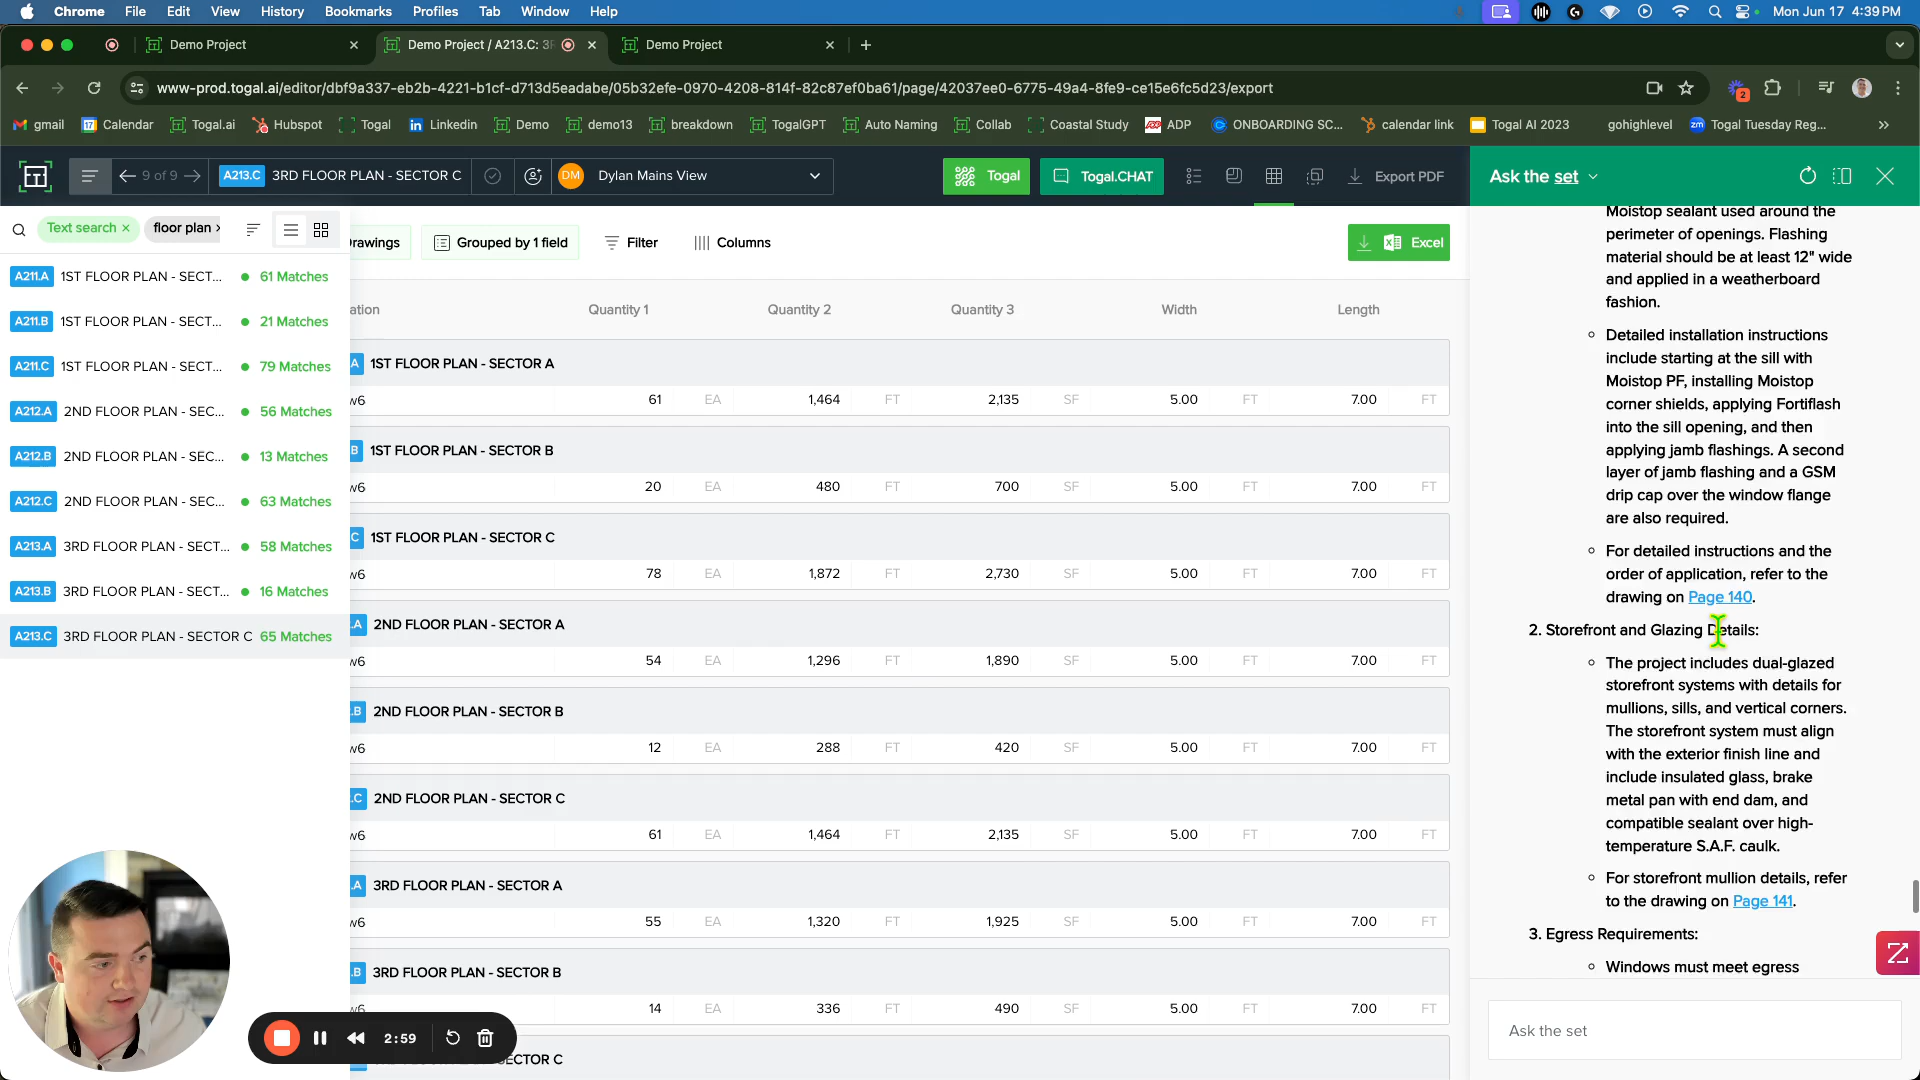 Chrome File Edit View History Bookmarks Profiles Tab Window Help Mon Jun 17 4:39 PM
Demo Project Demo Project / A213.C: 3R Demo Project
www-prod.togal.ai/editor/dbf9a337-eb2b-4221-b1cf-d713d5eadabe/05b32efe-0970-4208-814f-82c87ef0ba61/page/42037ee0-6775-49a4-8fe9-ce15e6fc5d23/export
2
gmail Calendar Togal.ai Hubspot Togal Linkedin Demo demo13 breakdown TogalGPT Auto Naming Collab Coastal Study ADP ONBOARDING SC... calendar link Togal AI 2023 gohighlevel Togal Tuesday Reg...
9 of 9 A213.C 3RD FLOOR PLAN - SECTOR C DM Dylan Mains View Togal Togal.CHAT Export PDF
Text search floor plan
rawings Grouped by 1 field Filter Columns Excel
A211.A 1ST FLOOR PLAN - SECT... 61 Matches
A211.B 1ST FLOOR PLAN - SECT... 21 Matches
A211.C 1ST FLOOR PLAN - SECT... 79 Matches
A212.A 2ND FLOOR PLAN - SEC... 56 Matches
A212.B 2ND FLOOR PLAN - SEC... 13 Matches
A212.C 2ND FLOOR PLAN - SEC... 63 Matches
A213.A 3RD FLOOR PLAN - SECT... 58 Matches
A213.B 3RD FLOOR PLAN - SECT... 16 Matches
A213.C 3RD FLOOR PLAN - SECTOR C 65 Matches
ation Quantity 1 Quantity 2 Quantity 3 Width Length
A 1ST FLOOR PLAN - SECTOR A
w6 61 EA 1,464 FT 2,135 SF 5.00 FT 7.00 FT
B 1ST FLOOR PLAN - SECTOR B
w6 20 EA 480 FT 700 SF 5.00 FT 7.00 FT
C 1ST FLOOR PLAN - SECTOR C
w6 78 EA 1,872 FT 2,730 SF 5.00 FT 7.00 FT
.A 2ND FLOOR PLAN - SECTOR A
w6 54 EA 1,296 FT 1,890 SF 5.00 FT 7.00 FT
.B 2ND FLOOR PLAN - SECTOR B
w6 12 EA 288 FT 420 SF 5.00 FT 7.00 FT
.C 2ND FLOOR PLAN - SECTOR C
w6 61 EA 1,464 FT 2,135 SF 5.00 FT 7.00 FT
.A 3RD FLOOR PLAN - SECTOR A
w6 55 EA 1,320 FT 1,925 SF 5.00 FT 7.00 FT
.B 3RD FLOOR PLAN - SECTOR B
w6 14 EA 336 FT 490 SF 5.00 FT 7.00 FT
ECTOR C
2:59
Ask the set
Moistop sealant used around the
perimeter of openings. Flashing
material should be at least 12" wide
and applied in a weatherboard
fashion.
Detailed installation instructions
include starting at the sill with
Moistop PF, installing Moistop
corner shields, applying Fortiflash
into the sill opening, and then
applying jamb flashings. A second
layer of jamb flashing and a GSM
drip cap over the window flange
are also required.
For detailed instructions and the
order of application, refer to the
drawing on Page 140.
2. Storefront and Glazing Details:
The project includes dual-glazed
storefront systems with details for
mullions, sills, and vertical corners.
The storefront system must align
with the exterior finish line and
include insulated glass, brake
metal pan with end dam, and
compatible sealant over high-
temperature S.A.F. caulk.
For storefront mullion details, refer
to the drawing on Page 141.
3. Egress Requirements:
Windows must meet egress
Ask the set